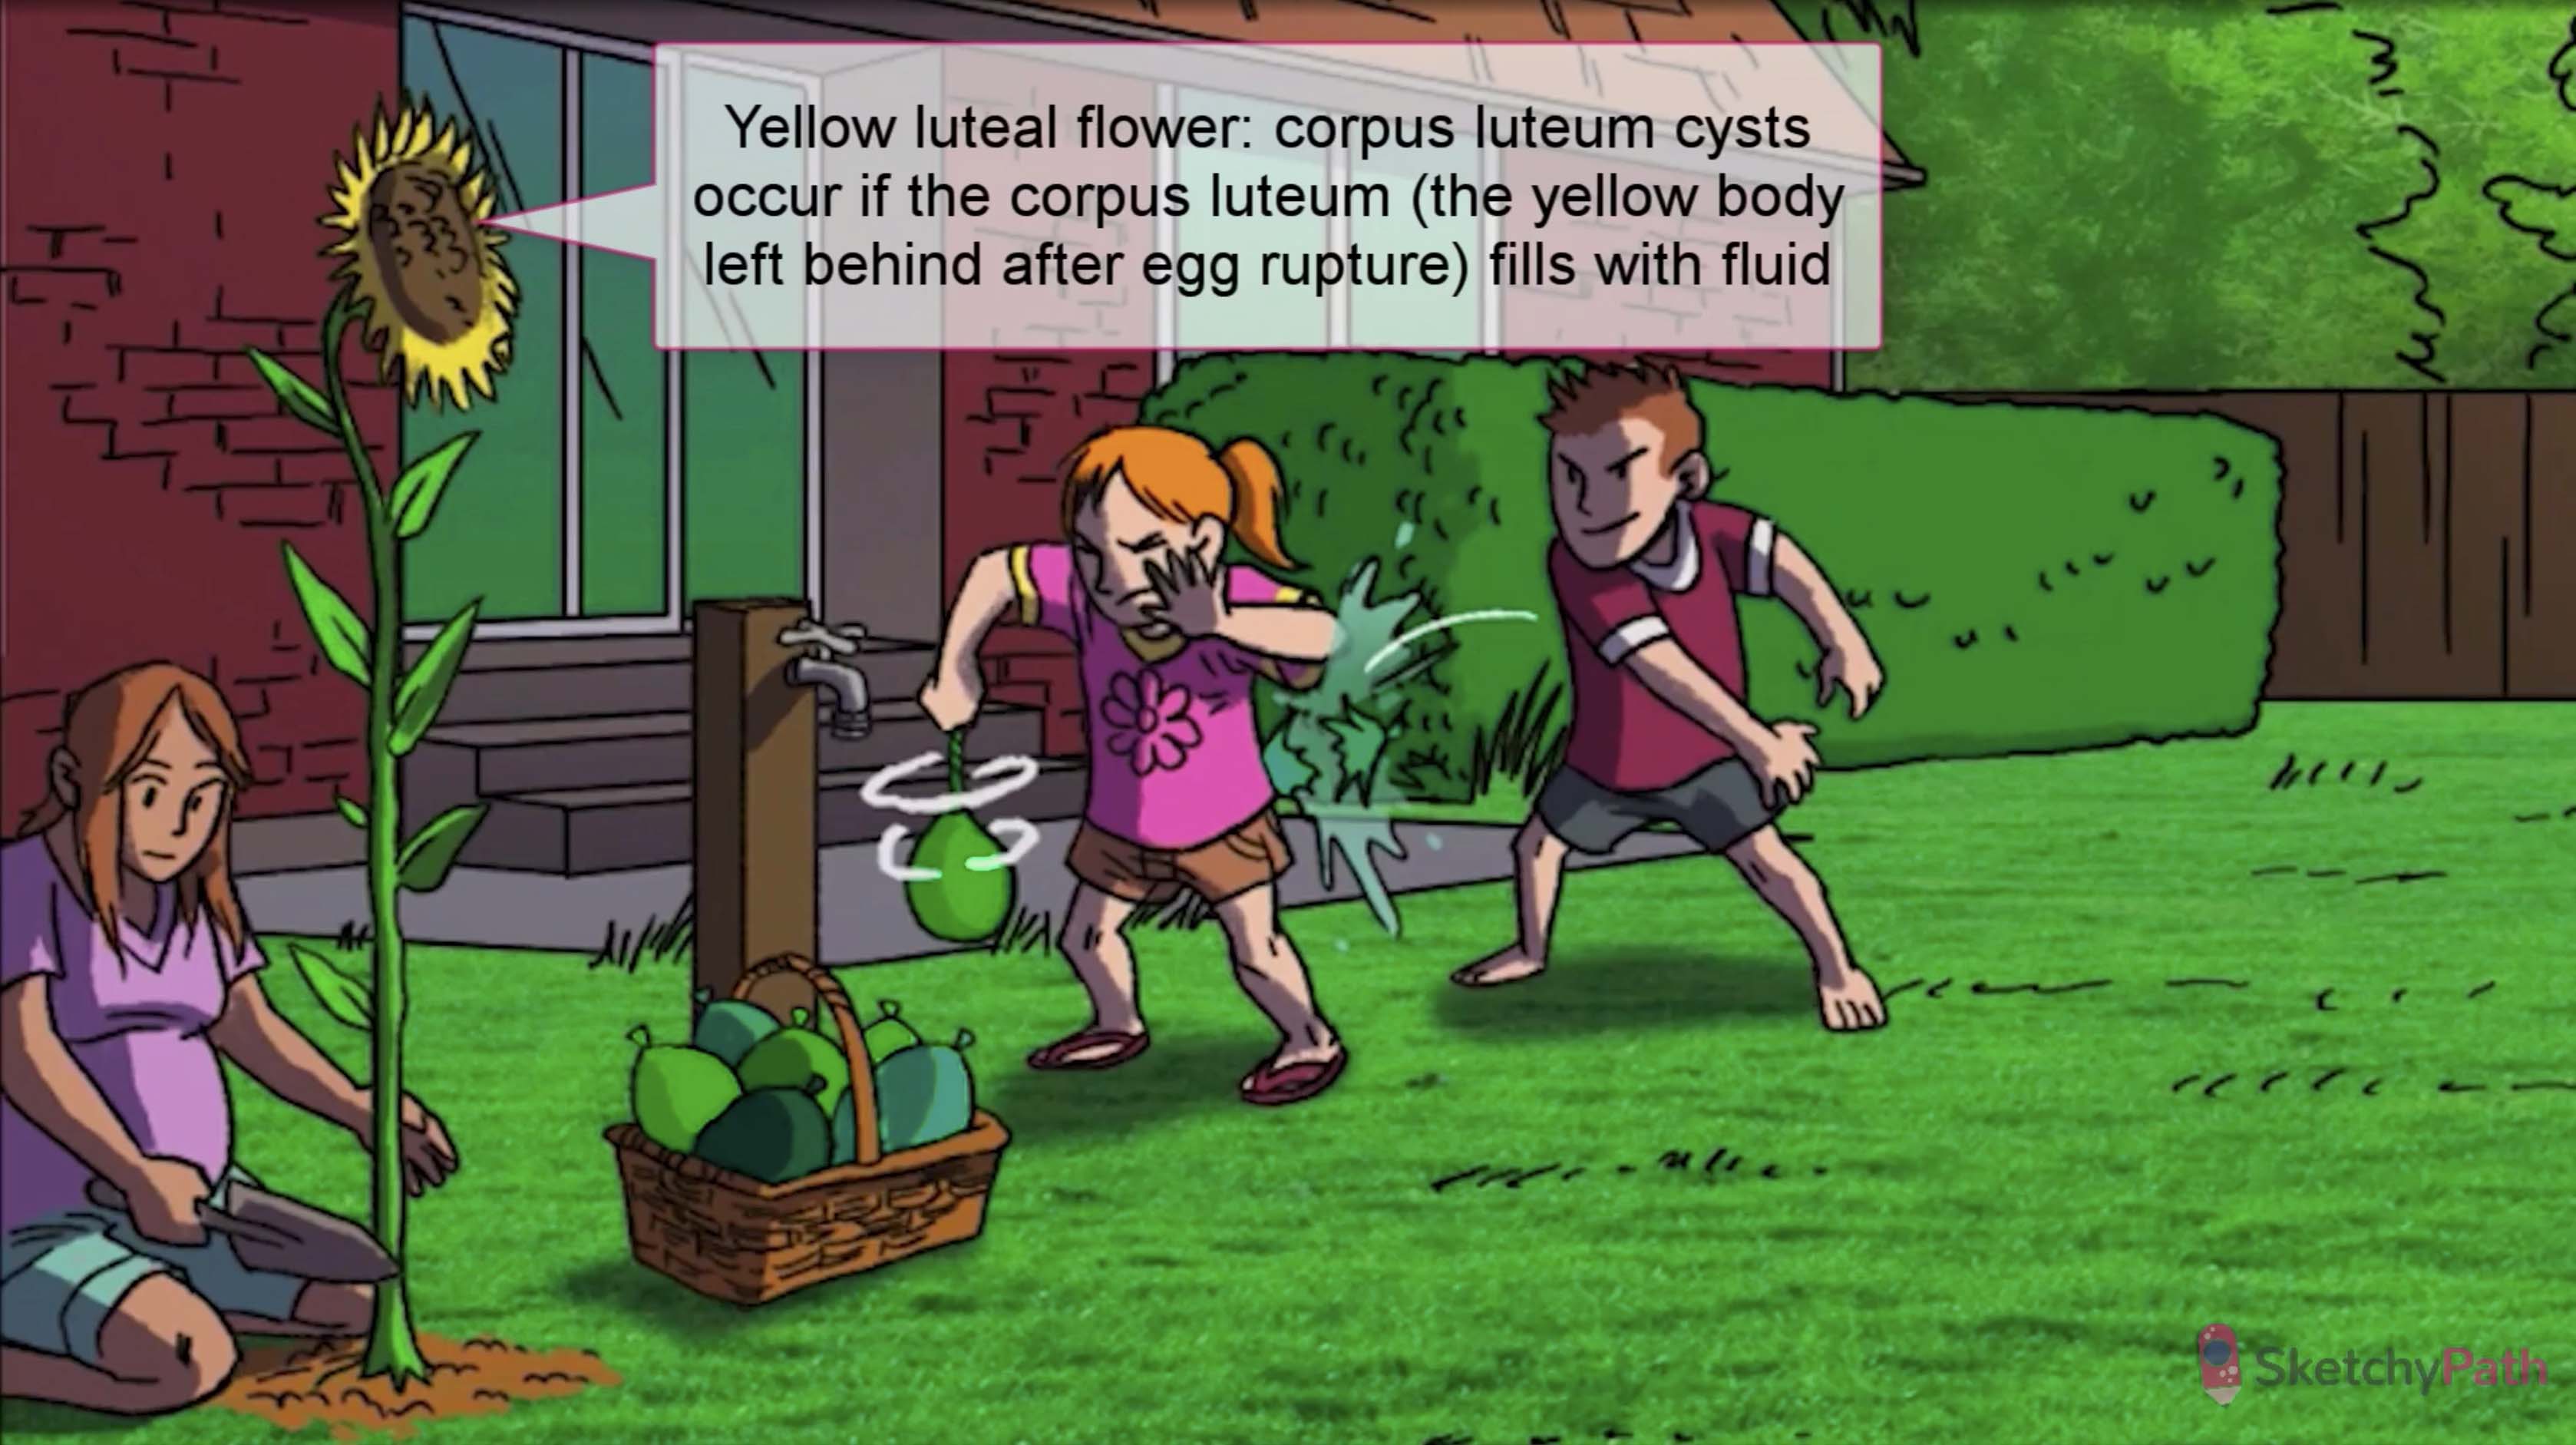 Yellow luteal flower: corpus luteum cysts
occur if the corpus luteum (the yellow body
left behind after egg rupture) fills with fluid
SketchyPath